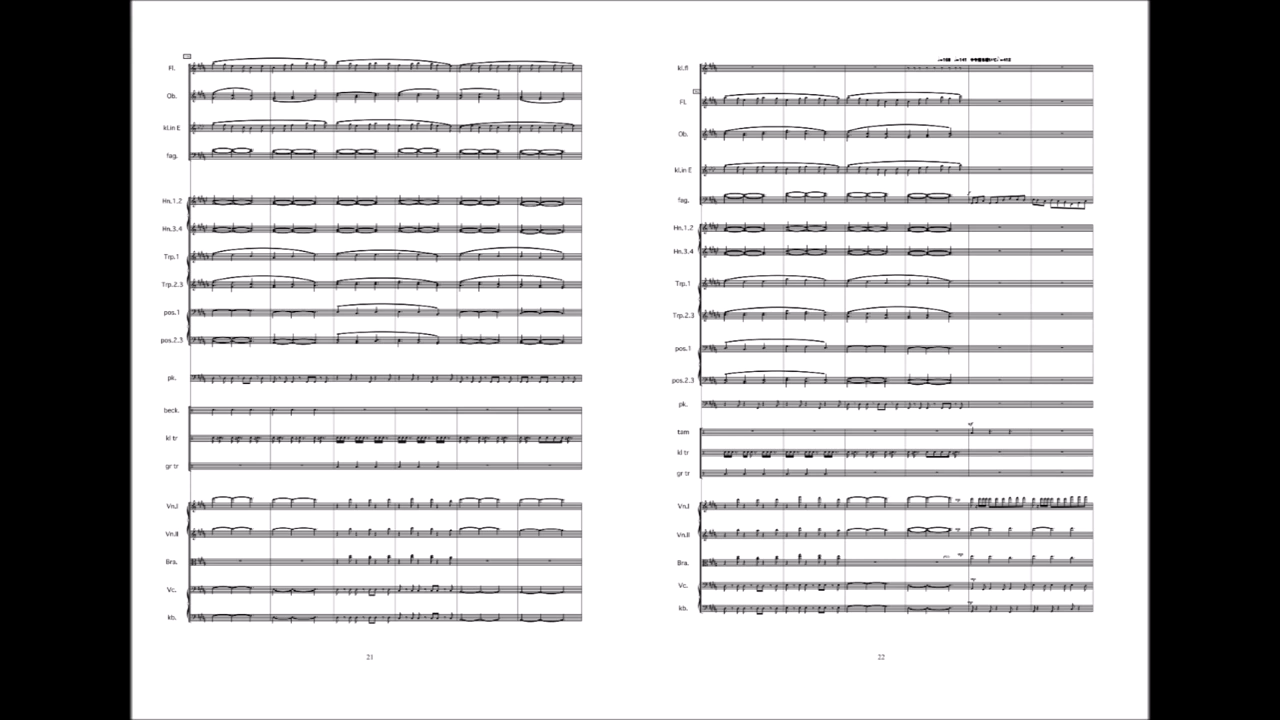 Fl.
Ob.
kl.in E
fag.
Hn.1,2
Hn.3,4
Trp.1
Trp.2.3
pos.1
pos.2.3
pk.
beck.
kl tr
gr tr
Vn.I
Vn.II
Bra.
Vc.
kb.
21
kl.fl
Fl.
Ob.
kl.in E
fag.
Hn.1,2
Hn.3,4
Trp.1
Trp.2.3
pos.1
pos.2.3
pk.
tam
kl tr
gr tr
Vn.I
Vn.II
Bra.
Vc.
kb.
22